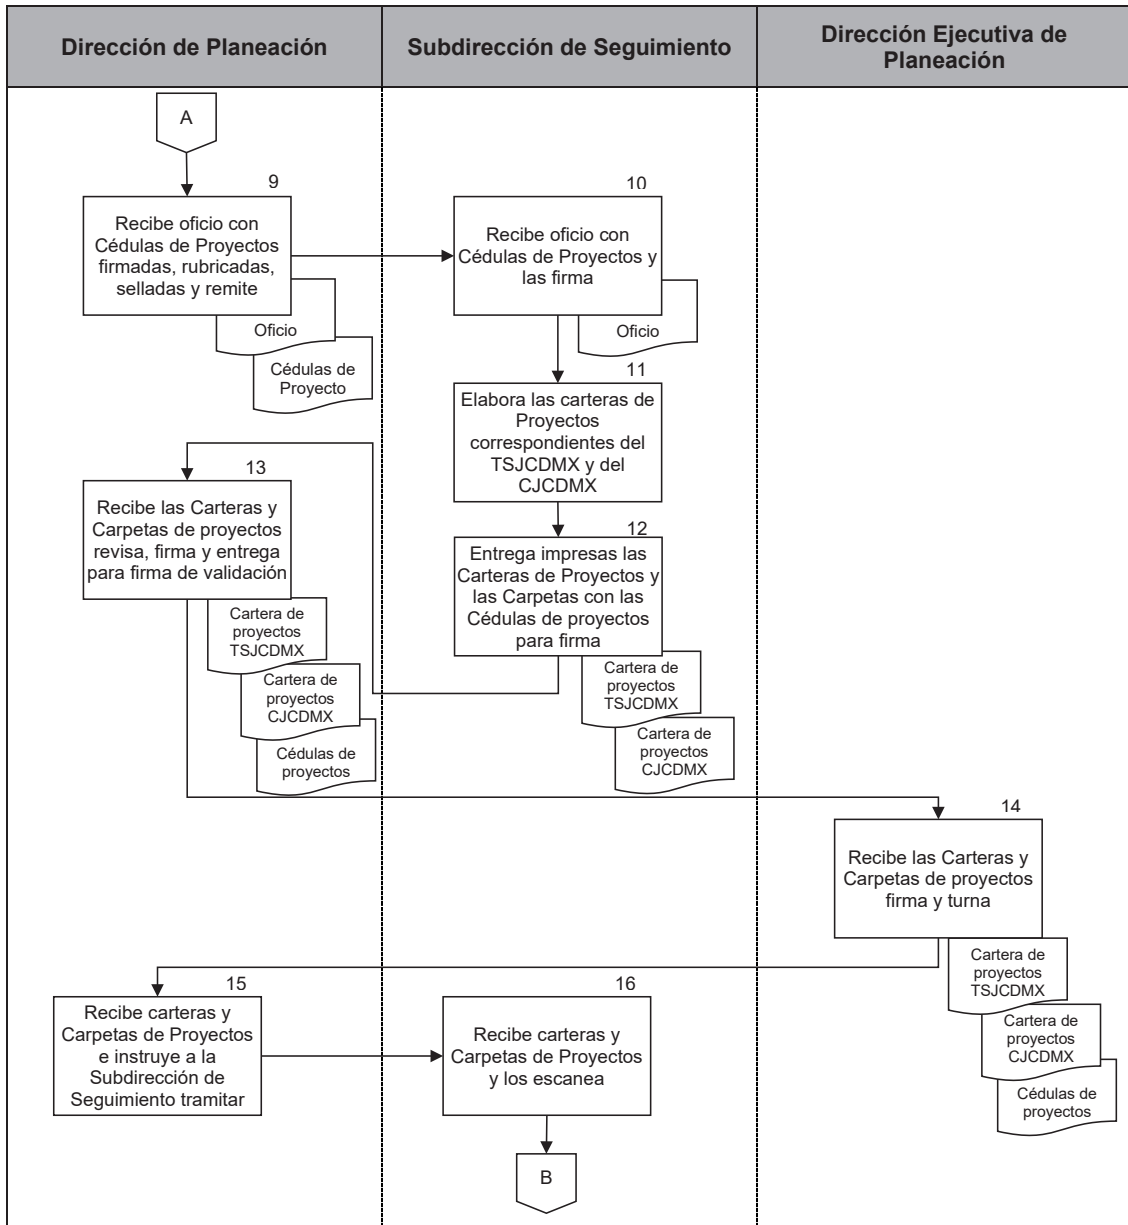 Dirección de Planeación
Subdirección de Seguimiento
Dirección Ejecutiva de
Planeación
A
9
Recibe oficio con
Cédulas de Proyectos
firmadas, rubricadas,
selladas y remite
Oficio
Cédulas de
Proyecto
10
Recibe oficio con
Cédulas de Proyectos y
las firma
Oficio
11
Elabora las carteras de
Proyectos
correspondientes del
TSJCDMX y del
CJCDMX
12
Entrega impresas las
Carteras de Proyectos y
las Carpetas con las
Cédulas de proyectos
para firma
Cartera de
proyectos
TSJCDMX
Cartera de
proyectos
CJCDMX
13
Recibe las Carteras y
Carpetas de proyectos
revisa, firma y entrega
para firma de validación
Cartera de
proyectos
TSJCDMX
Cartera de
proyectos
CJCDMX
Cédulas de
proyectos
14
Recibe las Carteras y
Carpetas de proyectos
firma y turna
Cartera de
proyectos
TSJCDMX
Cartera de
proyectos
CJCDMX
Cédulas de
proyectos
15
Recibe carteras y
Carpetas de Proyectos
e instruye a la
Subdirección de
Seguimiento tramitar
16
Recibe carteras y
Carpetas de Proyectos
y los escanea
B